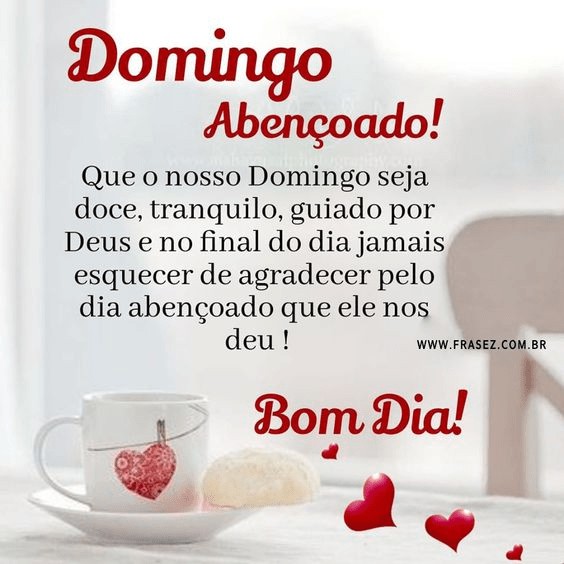 Domingo
Abençoado!
Que o nosso Domingo seja
doce, tranquilo, guiado por
Deus e no final do dia jamais
esquecer de agradecer pelo
dia abençoado que ele nos
deu !
WWW.FRASEZ.COM.BR
Bom Dia!